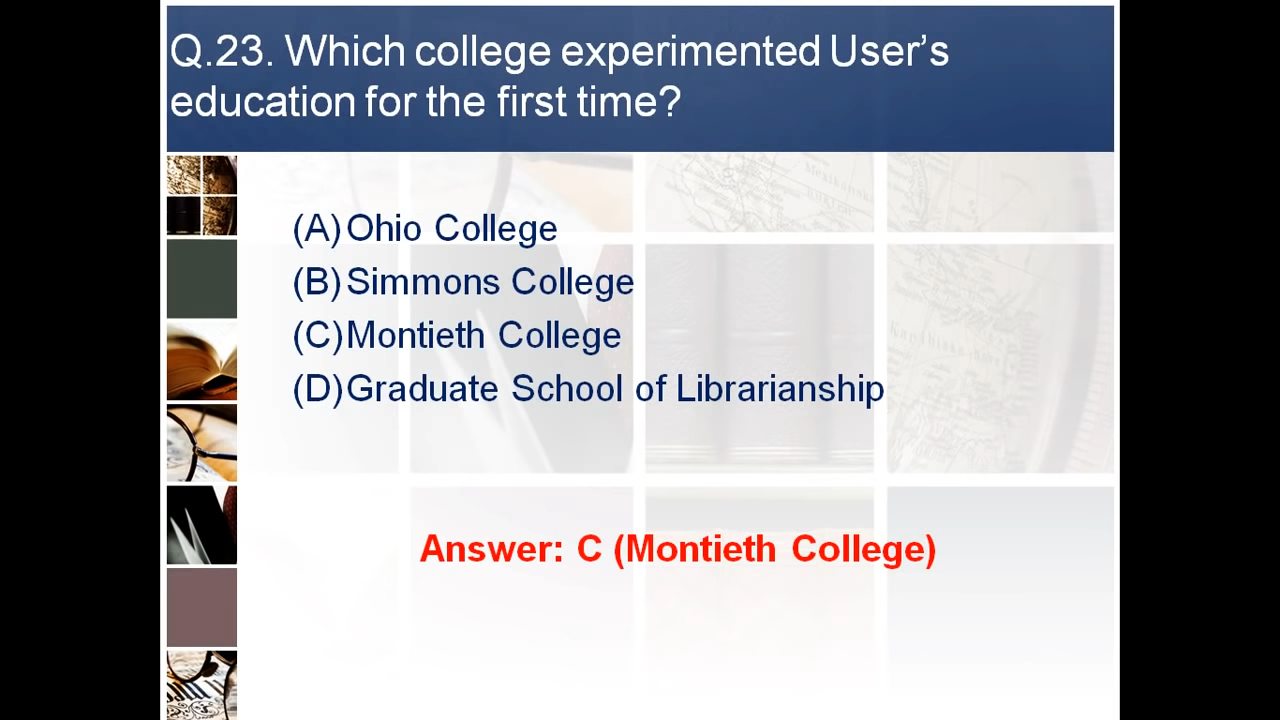 Q.23. Which college experimented User’s
education for the first time?
(A) Ohio College
(B) Simmons College
(C) Montieth College
(D) Graduate School of Librarianship
Answer: C (Montieth College)